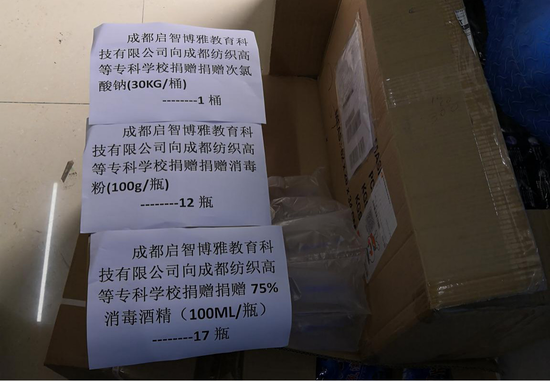 成都启智博雅教育科
技有限公司向成都纺织高
等专科学校捐赠捐赠次氯
酸钠(30KG/桶)
--------1 桶
成都启智博雅教育科
技有限公司向成都纺织高
等专科学校捐赠捐赠消毒
粉(100g/瓶)
--------12 瓶
成都启智博雅教育科
技有限公司向成都纺织高
等专科学校捐赠捐赠 75%
消毒酒精（100ML/瓶）
--------17 瓶